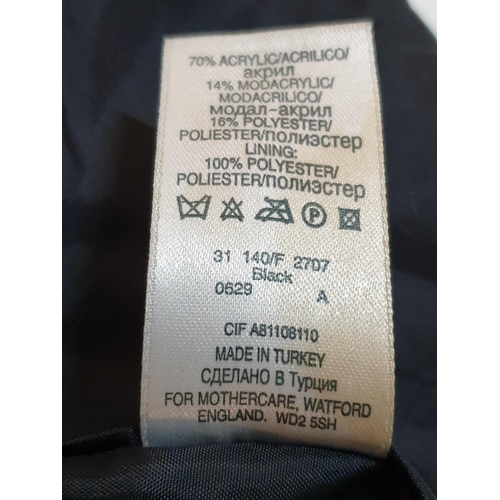 70% ACRYLIC/ACRILICO/
акрил
14% MODACRYLIC/
MODACRILICO/
модал-акрил
16% POLYESTER/
POLIESTER/полиэстер
LINING:
100% POLYESTER/
POLIESTER/полиэстер
P
31 140/F 2707
Black
0629 A
CIF A81108110
MADE IN TURKEY
СДЕЛАНО В Турция
FOR MOTHERCARE, WATFORD
ENGLAND. WD2 5SH